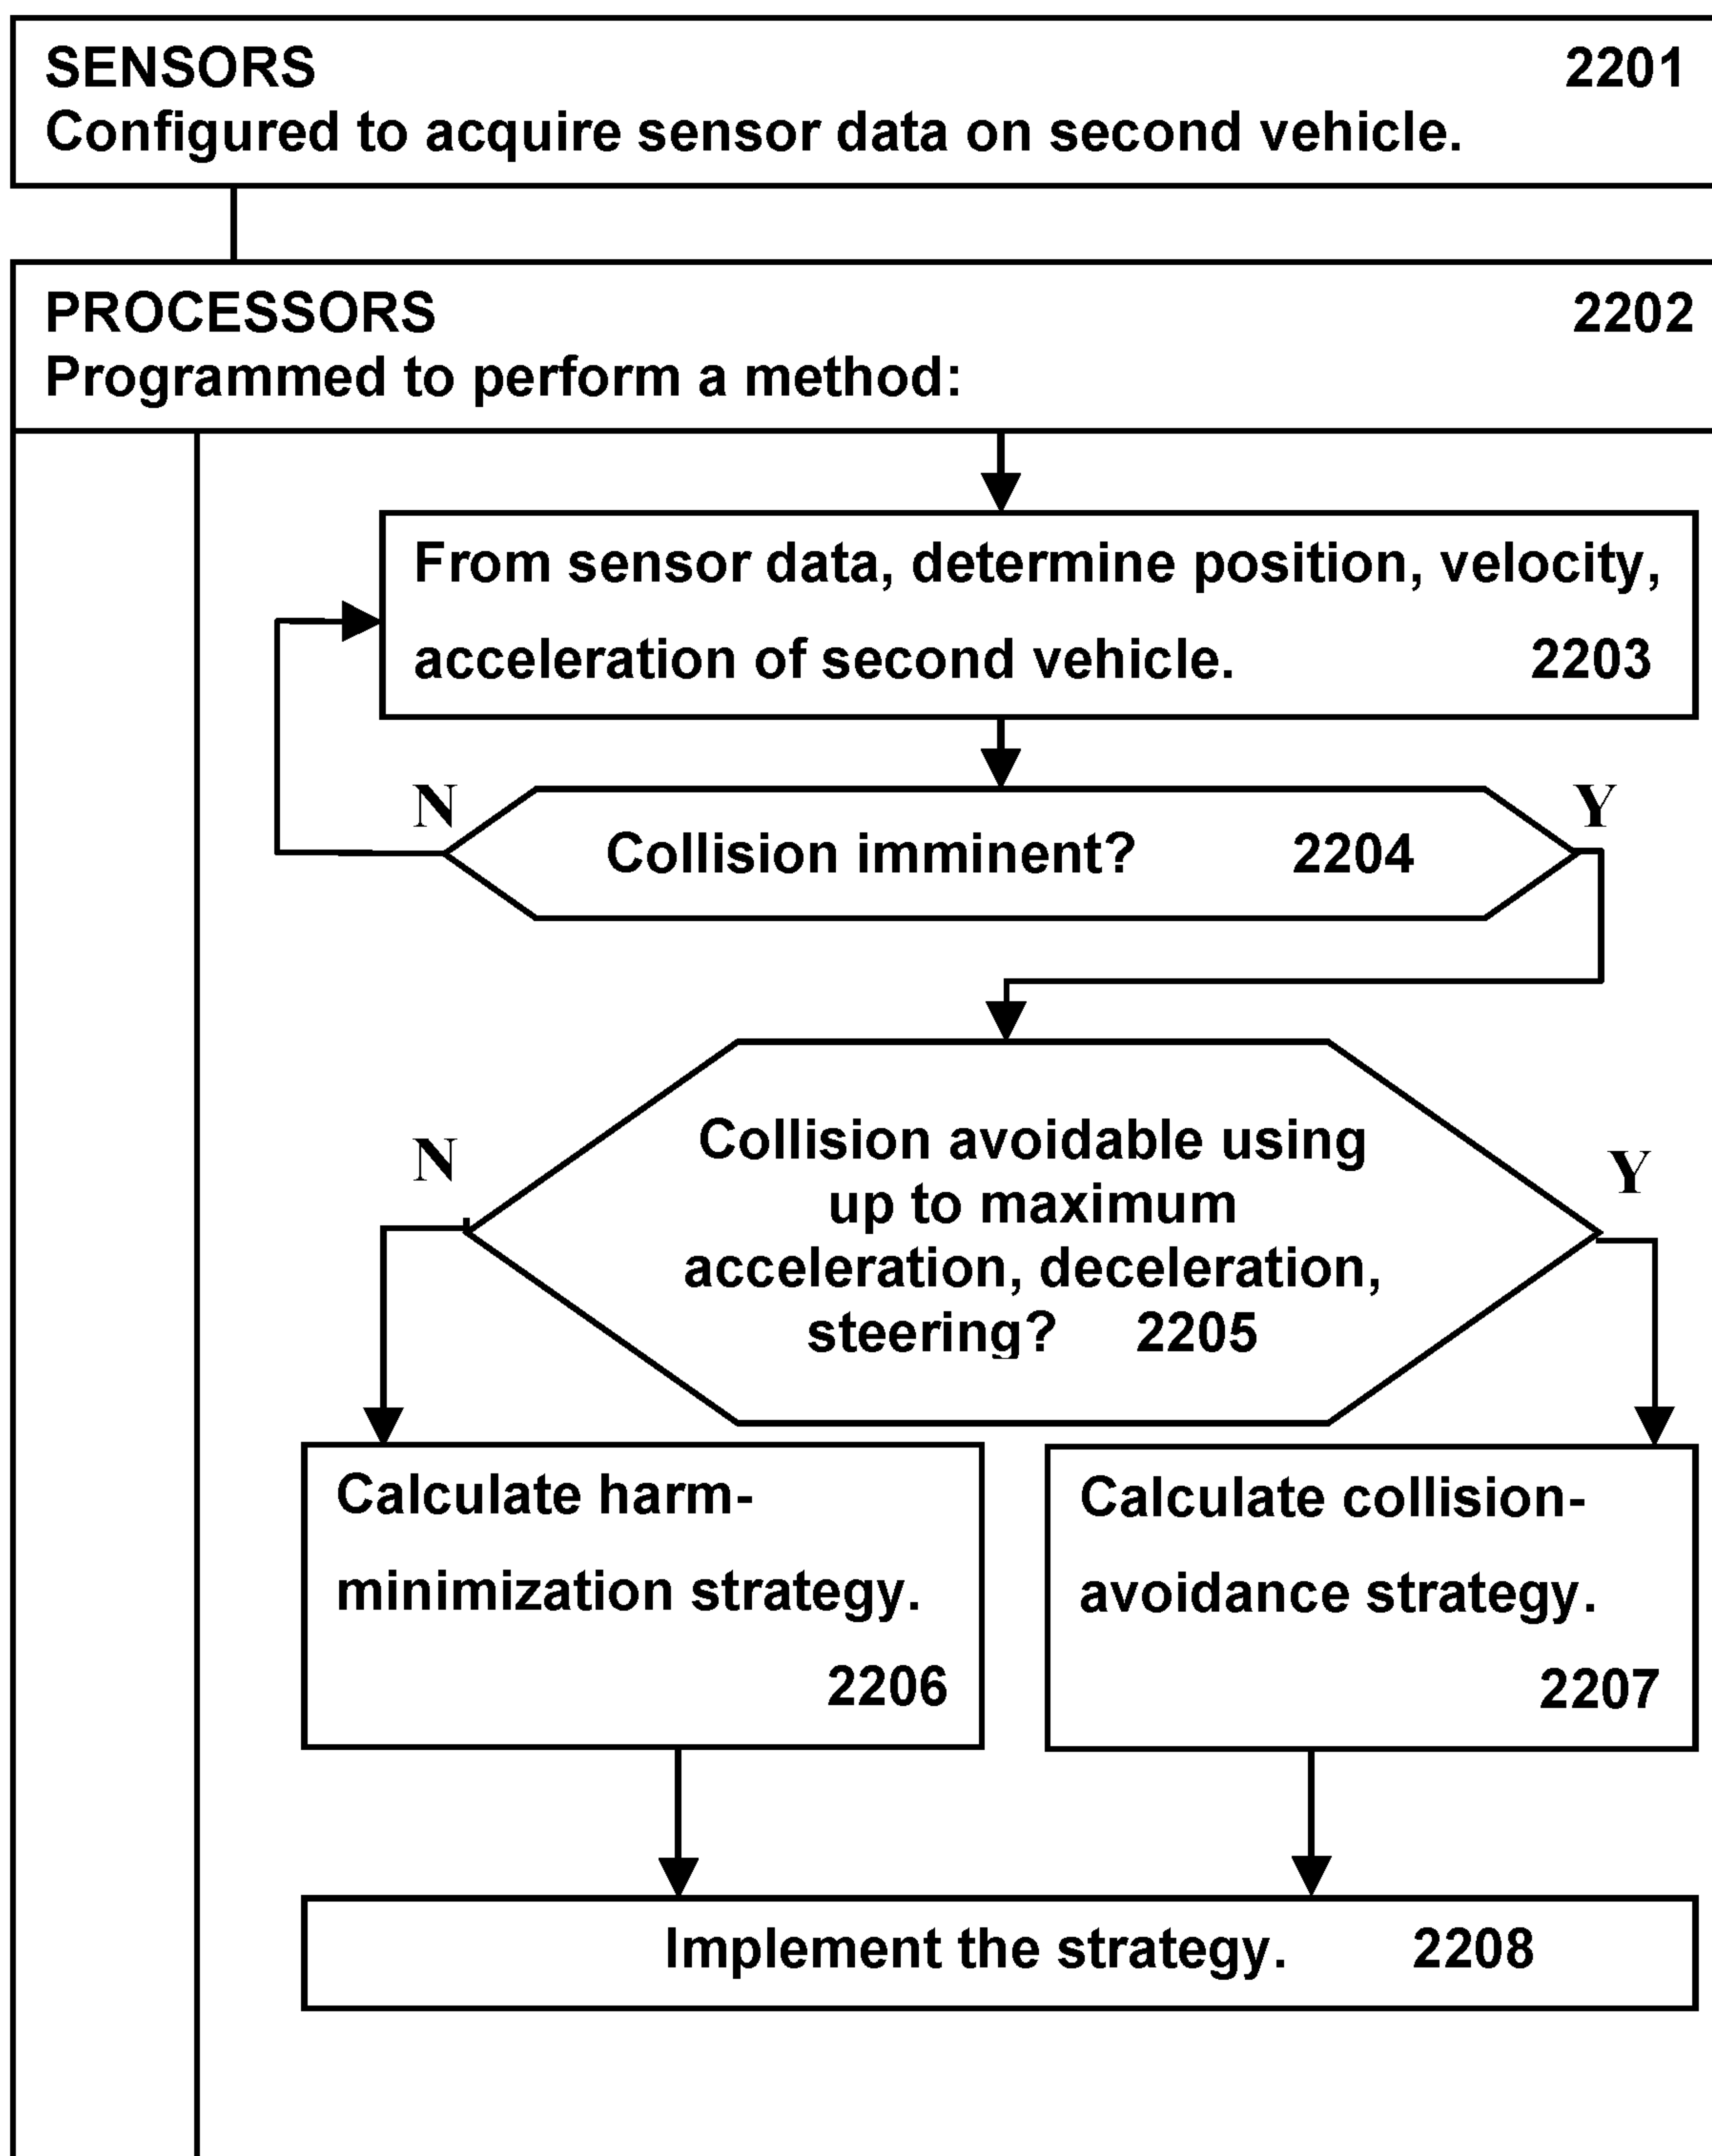 SENSORS 2201
Configured to acquire sensor data on second vehicle.
PROCESSORS 2202
Programmed to perform a method:
From sensor data, determine position, velocity,
acceleration of second vehicle. 2203
N
Y
Collision imminent? 2204
Collision avoidable using
N
Y
up to maximum
acceleration, deceleration,
steering? 2205
Calculate harm-
minimization strategy.
2206
Calculate collision-
avoidance strategy.
2207
Implement the strategy. 2208